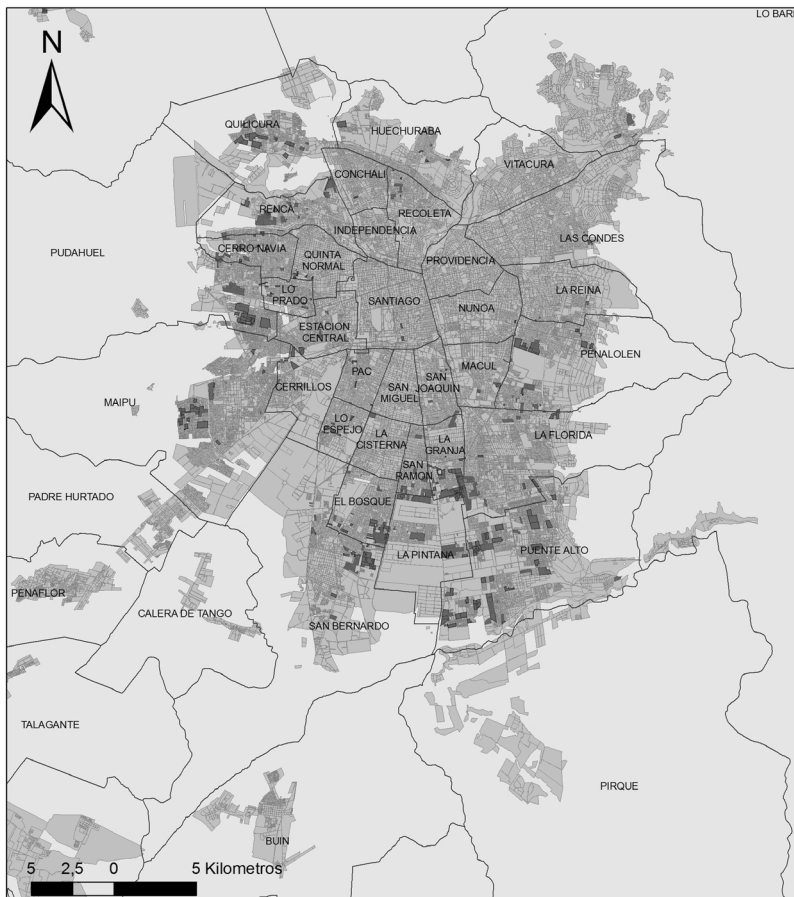 LO BAR
N
QUILICURA
HUECHURABA
CONCHALI
VITACURA
RENCA
RECOLETA
INDEPENDENCIA
LAS CONDES
PUDAHUEL
CERRO NAVIA
QUINTA
NORMAL
PROVIDENCIA
LO
PRADO
SANTIAGO
LA REINA
NUNOA
ESTACION
CENTRAL
PENALOLEN
MACUL
PAC
SAN
JOAQUIN
SAN
MIGUEL
CERRILLOS
MAIPU
LO
ESPEJO
LA
CISTERNA
LA
GRANJA
LA FLORIDA
SAN
RAMON
PADRE HURTADO
EL BOSQUE
LA PINTANA
PUENTE ALTO
PENAFLOR
CALERA DE TANGO
SAN BERNARDO
TALAGANTE
PIRQUE
BUIN
5 2,5 0 5 Kilometros